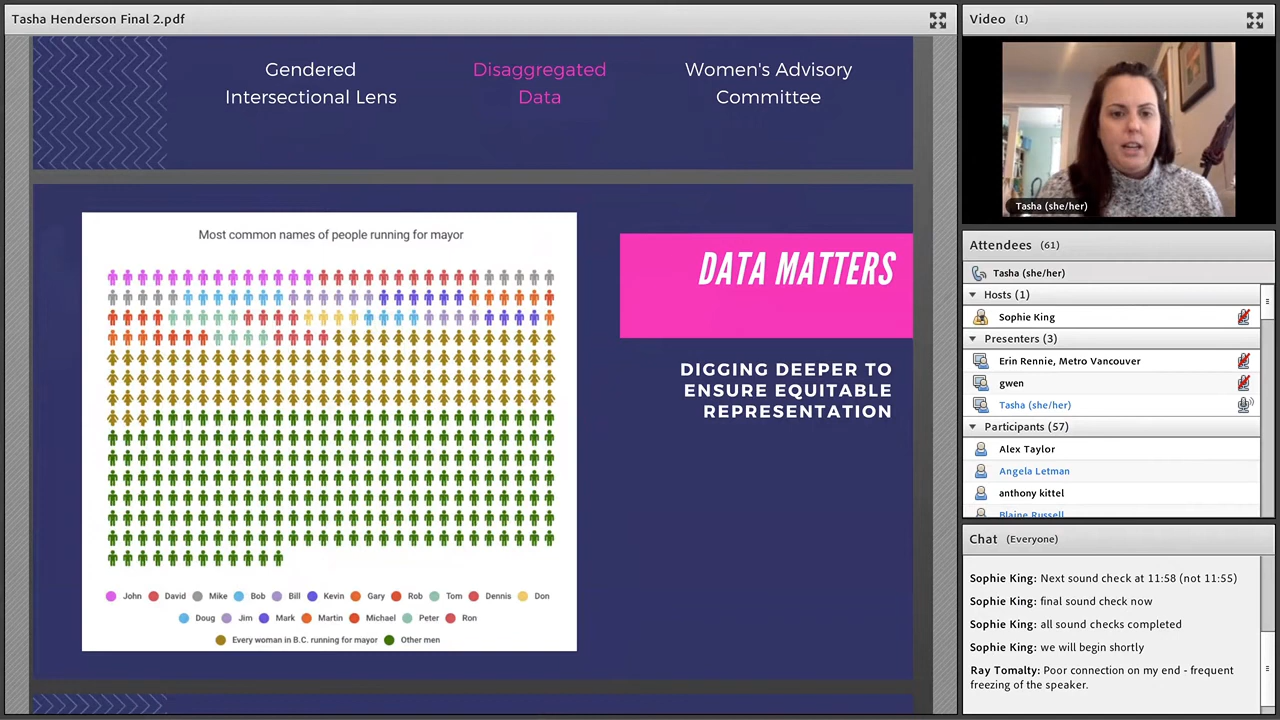 Tasha Henderson Final 2.pdf
Gendered
Intersectional Lens
Disaggregated
Data
Women's Advisory
Committee
Most common names of people running for mayor
John David Mike Bob Bill Kevin Gary Rob Tom Dennis Don
Doug Jim Mark Martin Michael Peter Ron
Every woman in B.C. running for mayor Other men
DATA MATTERS
DIGGING DEEPER TO
ENSURE EQUITABLE
REPRESENTATION
Video (1)
Tasha (she/her)
Attendees (61)
Tasha (she/her)
Hosts (1)
Sophie King
Presenters (3)
Erin Rennie, Metro Vancouver
gwen
Tasha (she/her)
Participants (57)
Alex Taylor
Angela Letman
anthony kittel
Blaine Russell
Chat (Everyone)
Sophie King: Next sound check at 11:58 (not 11:55)
Sophie King: final sound check now
Sophie King: all sound checks completed
Sophie King: we will begin shortly
Ray Tomalty: Poor connection on my end - frequent
freezing of the speaker.